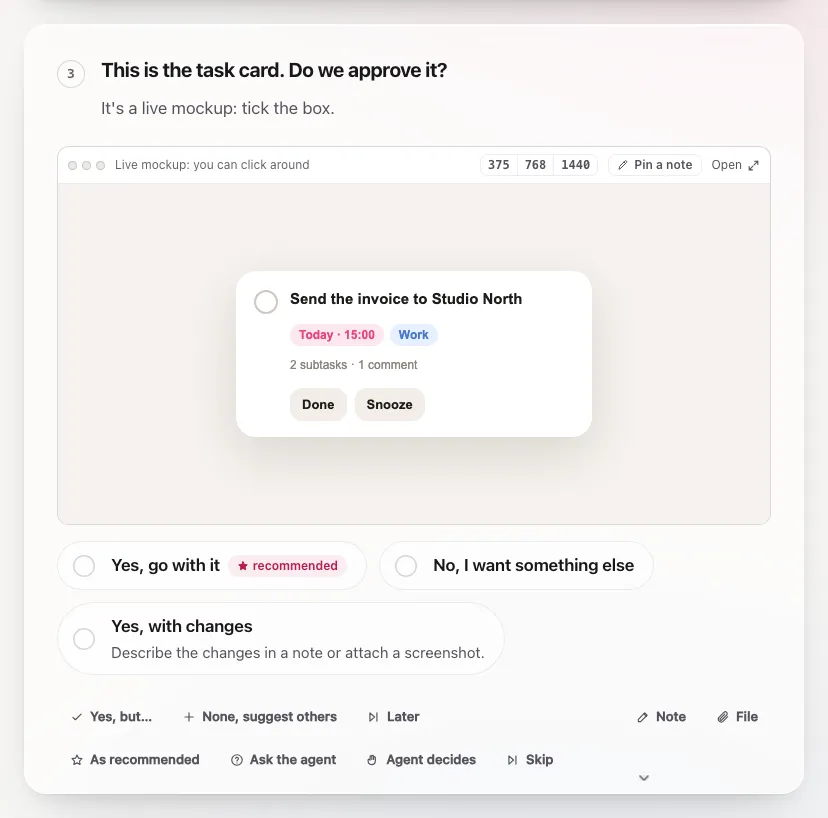 3 This is the task card. Do we approve it?
It's a live mockup: tick the box.
Live mockup: you can click around 375 768 1440 Pin a note Open
Send the invoice to Studio North
Today · 15:00 Work
2 subtasks · 1 comment
Done Snooze
Yes, go with it recommended No, I want something else
Yes, with changes
Describe the changes in a note or attach a screenshot.
Yes, but... None, suggest others Later Note File
As recommended Ask the agent Agent decides Skip